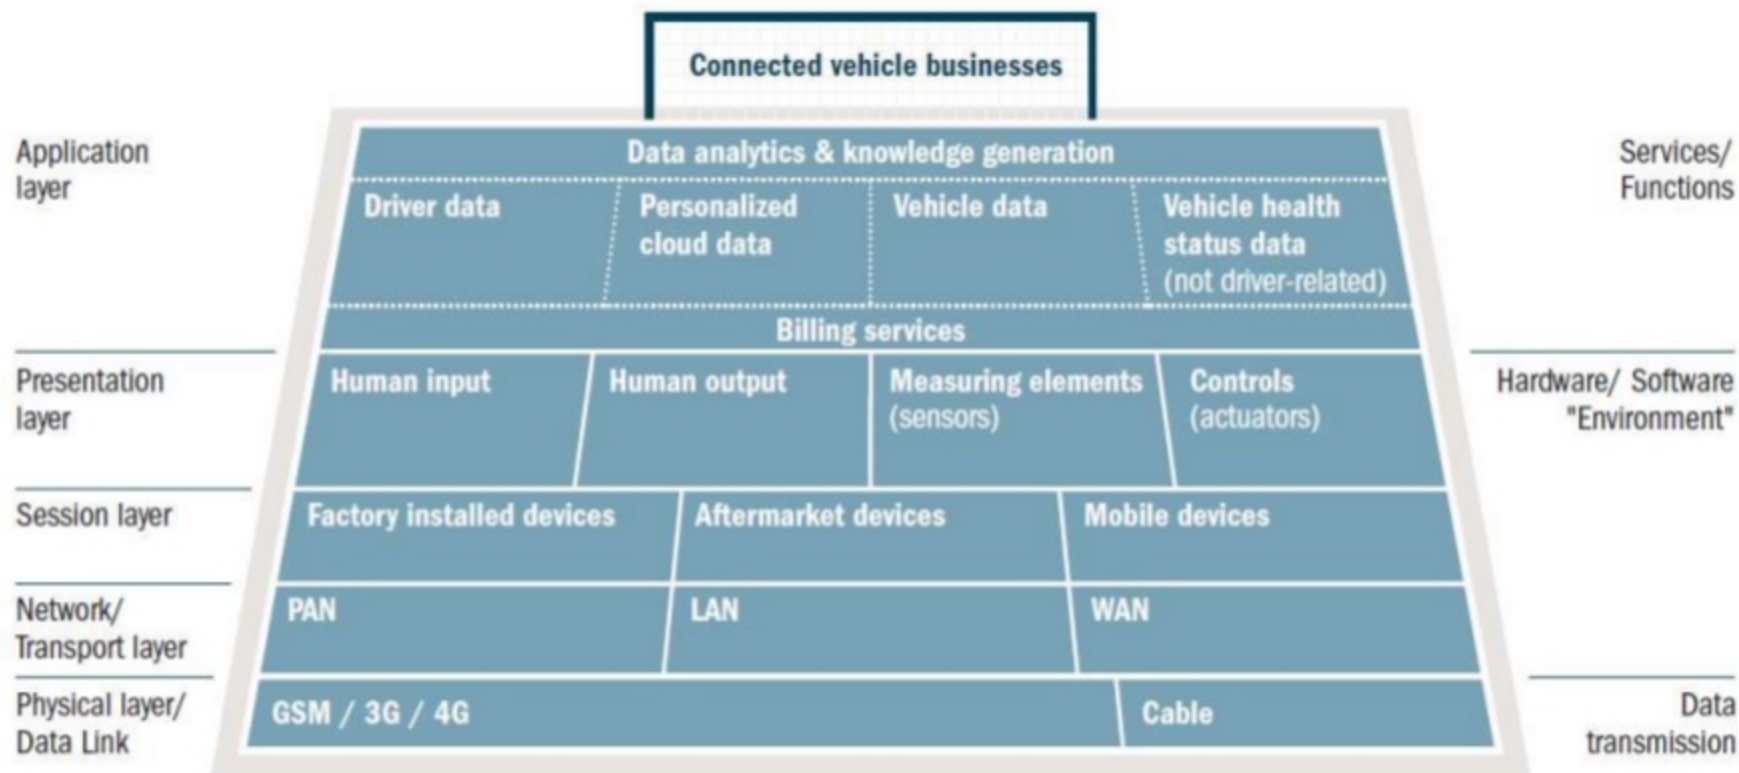 Connected vehicle businesses
Application
layer
Data analytics & knowledge generation
Services/
Functions
Driver data
Personalized
cloud data
Vehicle data
Vehicle health
status data
(not driver-related)
Billing services
Presentation
layer
Human input
Human output
Measuring elements
(sensors)
Controls
(actuators)
Hardware/ Software
"Environment"
Session layer
Factory installed devices
Aftermarket devices
Mobile devices
Network/
Transport layer
PAN
LAN
WAN
Physical layer/
Data Link
GSM / 3G / 4G
Cable
Data
transmission